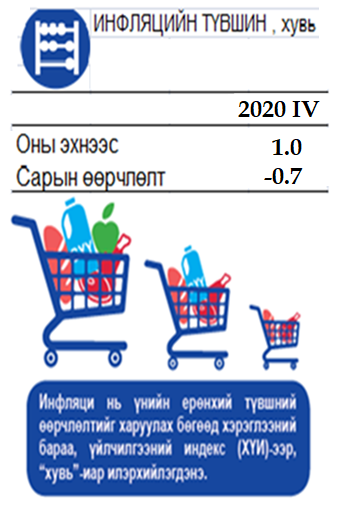 ИНФЛЯЦИЙН ТҮВШИН , хувь
2020 IV
Оны эхнээс 1.0
Сарын өөрчлөлт -0.7
Инфляци нь үнийн ерөнхий түвшний
өөрчлөлтийг харуулах бөгөөд хэрэглээний
бараа, үйлчилгээний индекс (ХҮИ)-ээр,
“хувь”-иар илэрхийлэгдэнэ.